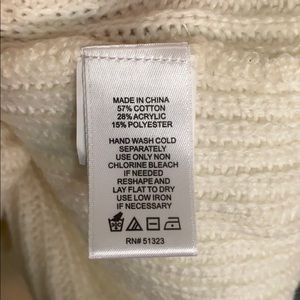 MADE IN CHINA
57% COTTON
28% ACRYLIC
15% POLYESTER
HAND WASH COLD
SEPARATELY
USE ONLY NON
CHLORINE BLEACH
IF NEEDED
RESHAPE AND
LAY FLAT TO DRY
USE LOW IRON
IF NECESSARY
RN# 51323